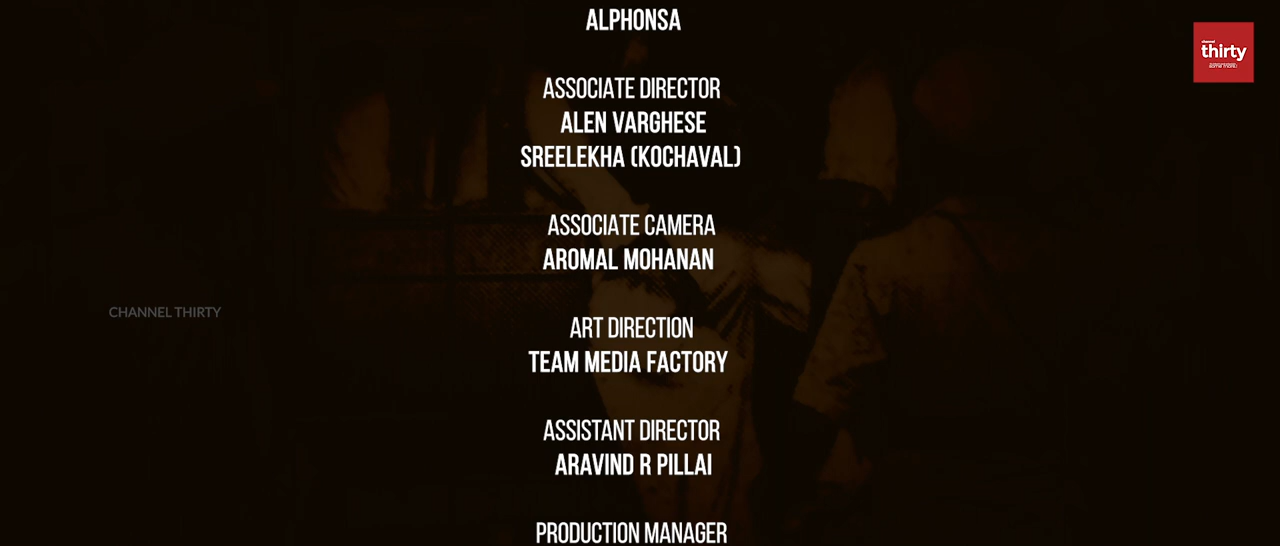 ALPHONSA
channel
thirty
ASSOCIATE DIRECTOR
ALEN VARGHESE
SREELEKHA (KOCHAVAL)
ASSOCIATE CAMERA
AROMAL MOHANAN
CHANNEL THIRTY
ART DIRECTION
TEAM MEDIA FACTORY
ASSISTANT DIRECTOR
ARAVIND R PILLAI
PRODUCTION MANAGER